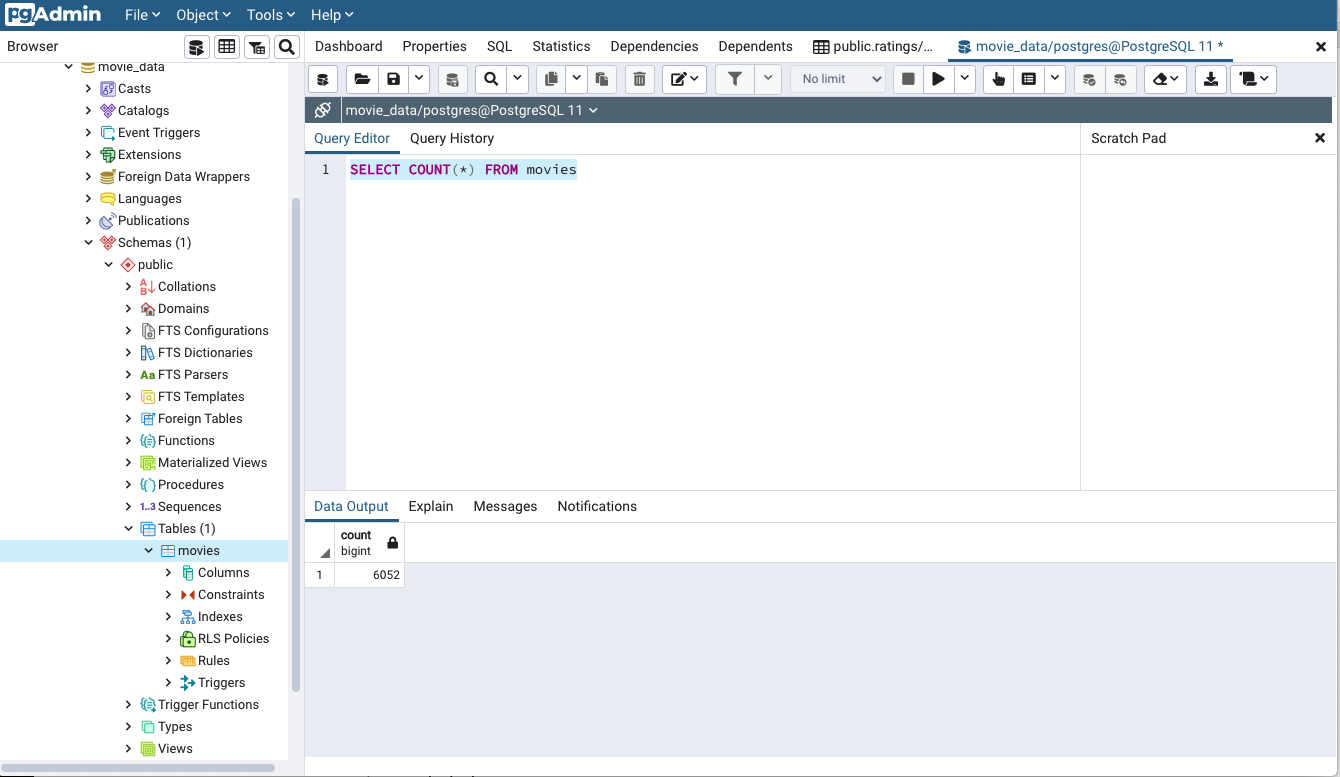 pgAdmin File Object Tools Help
Browser
Dashboard Properties SQL Statistics Dependencies Dependents public.ratings/... movie_data/postgres@PostgreSQL 11 *
No limit
movie_data/postgres@PostgreSQL 11
Query Editor Query History
Scratch Pad
1 SELECT COUNT(*) FROM movies
movie_data
Casts
Catalogs
Event Triggers
Extensions
Foreign Data Wrappers
Languages
Publications
Schemas (1)
public
Collations
Domains
FTS Configurations
FTS Dictionaries
Aa FTS Parsers
FTS Templates
Foreign Tables
Functions
Materialized Views
Procedures
1..3 Sequences
Tables (1)
movies
Columns
Constraints
Indexes
RLS Policies
Rules
Triggers
Trigger Functions
Types
Views
Data Output Explain Messages Notifications
count
bigint
1 6052